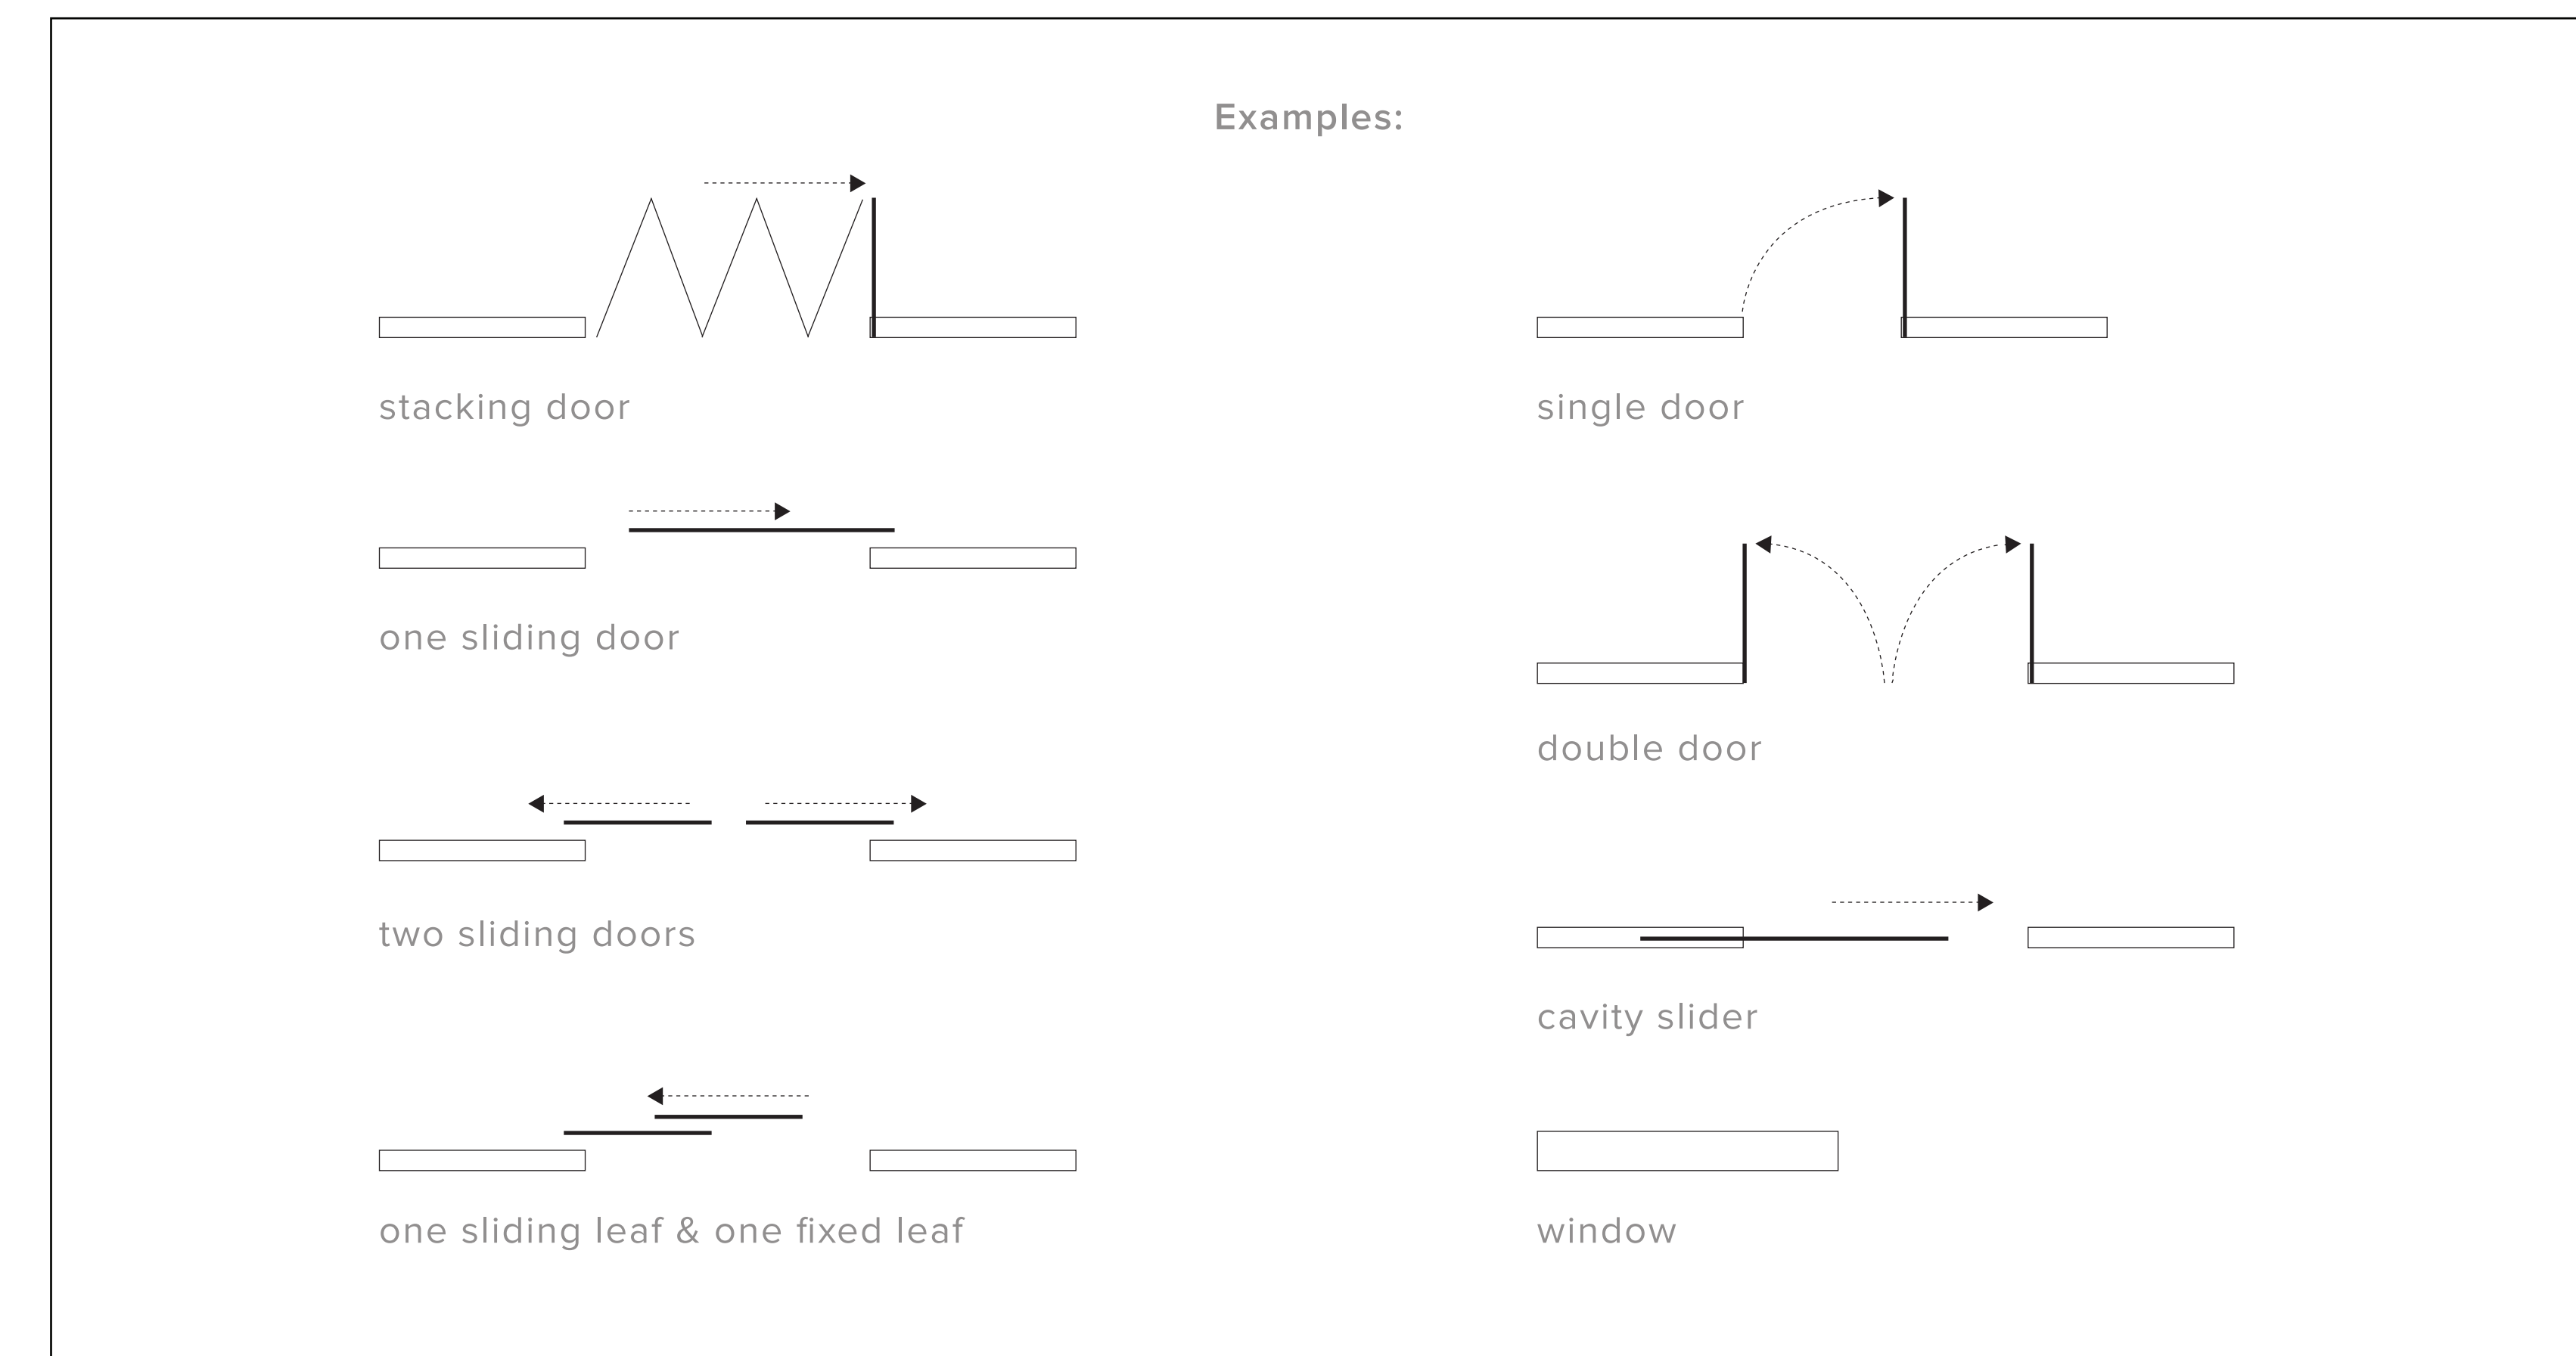 Examples:
stacking door
single door
one sliding door
double door
two sliding doors
cavity slider
one sliding leaf & one fixed leaf
window